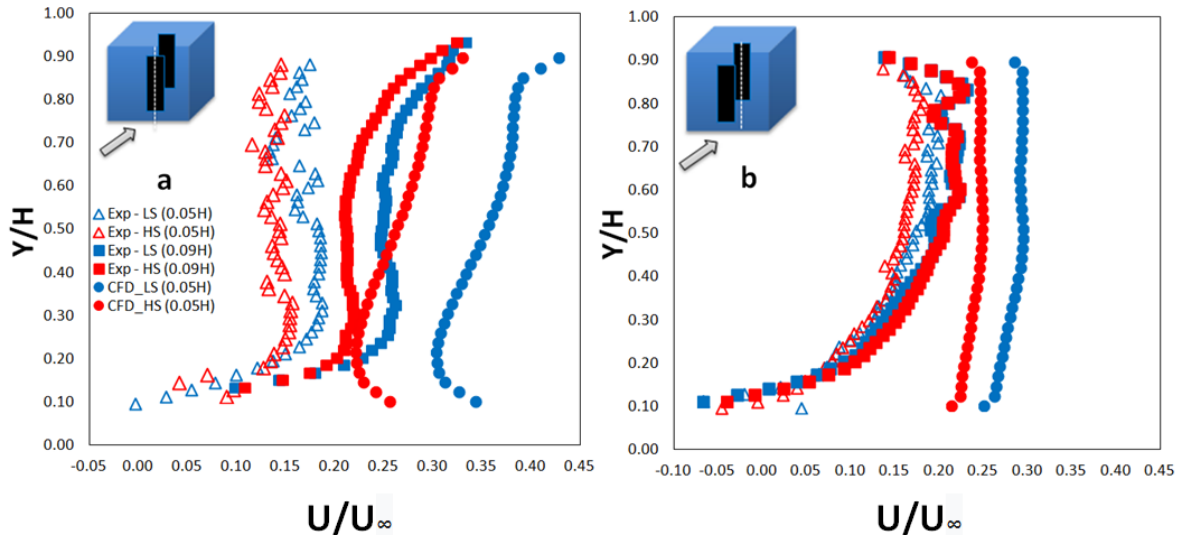 1.00
0.90
0.80
0.70
0.60
0.50
0.40
0.30
0.20
0.10
0.00
Y/H
a
Exp - LS (0.05H)
Exp - HS (0.05H)
Exp - LS (0.09H)
Exp - HS (0.09H)
CFD_LS (0.05H)
CFD_HS (0.05H)
-0.05 0.00 0.05 0.10 0.15 0.20 0.25 0.30 0.35 0.40 0.45
U/U∞
1.00
0.90
0.80
0.70
0.60
0.50
0.40
0.30
0.20
0.10
0.00
Y/H
b
-0.10 -0.05 0.00 0.05 0.10 0.15 0.20 0.25 0.30 0.35 0.40 0.45
U/U∞